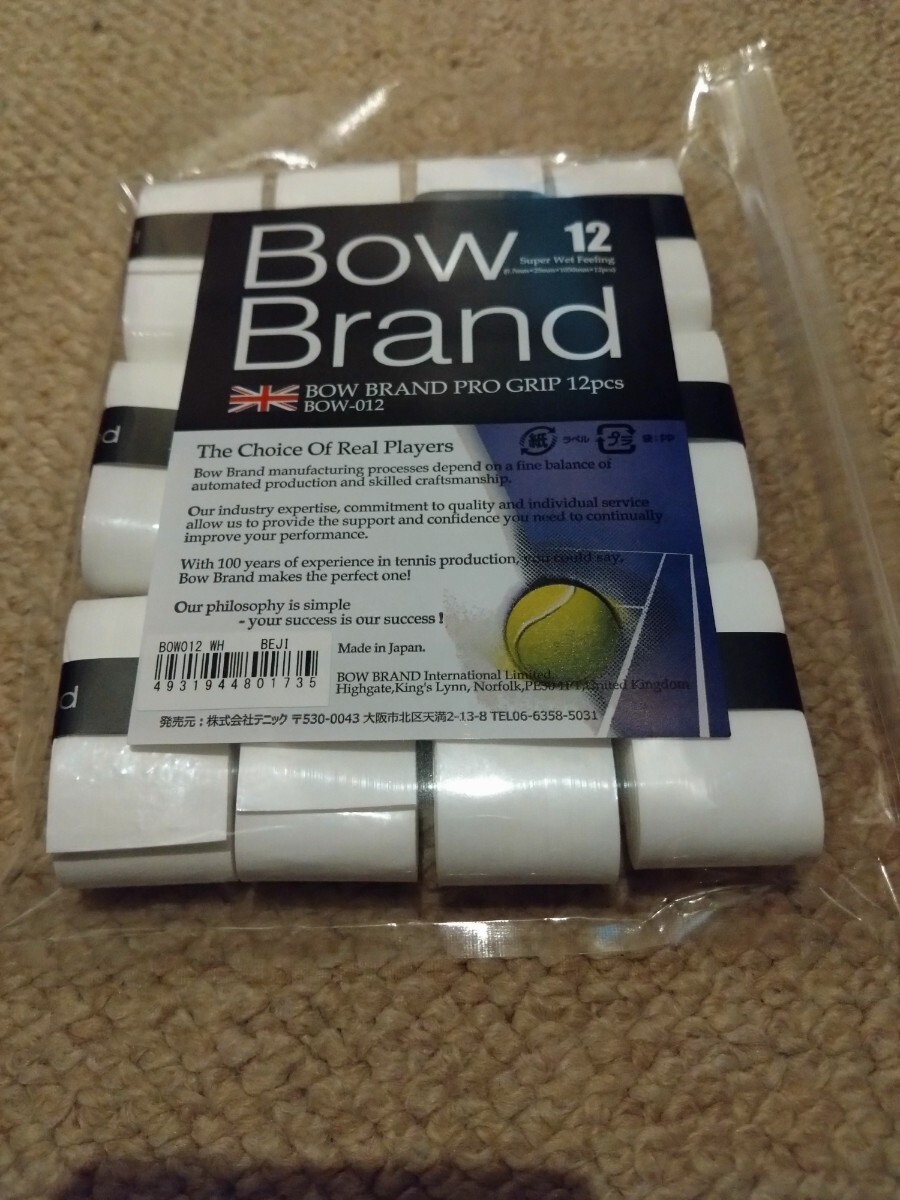 Bow
Brand
12
Super Wet Feeling
BOW BRAND PRO GRIP 12pcs
BOW-012
The Choice Of Real Players
紙 ラベル プラ
Bow Brand manufacturing processes depend on a fine balance of
automated production and skilled craftsmanship.
Our industry expertise, commitment to quality and individual service
allow us to provide the support and confidence you need to continually
improve your performance.
With 100 years of experience in tennis production, you could say,
Bow Brand makes the perfect one!
Our philosophy is simple
- your success is our success !
BOW012 WH BEJI
4931944801735
Made in Japan.
BOW BRAND International Limited.
Highgate,King's Lynn, Norfolk, United Kingdom
発売元：株式会社テニック 〒530-0043 大阪市北区天満2-13-8 TEL06-6358-5031
d
d